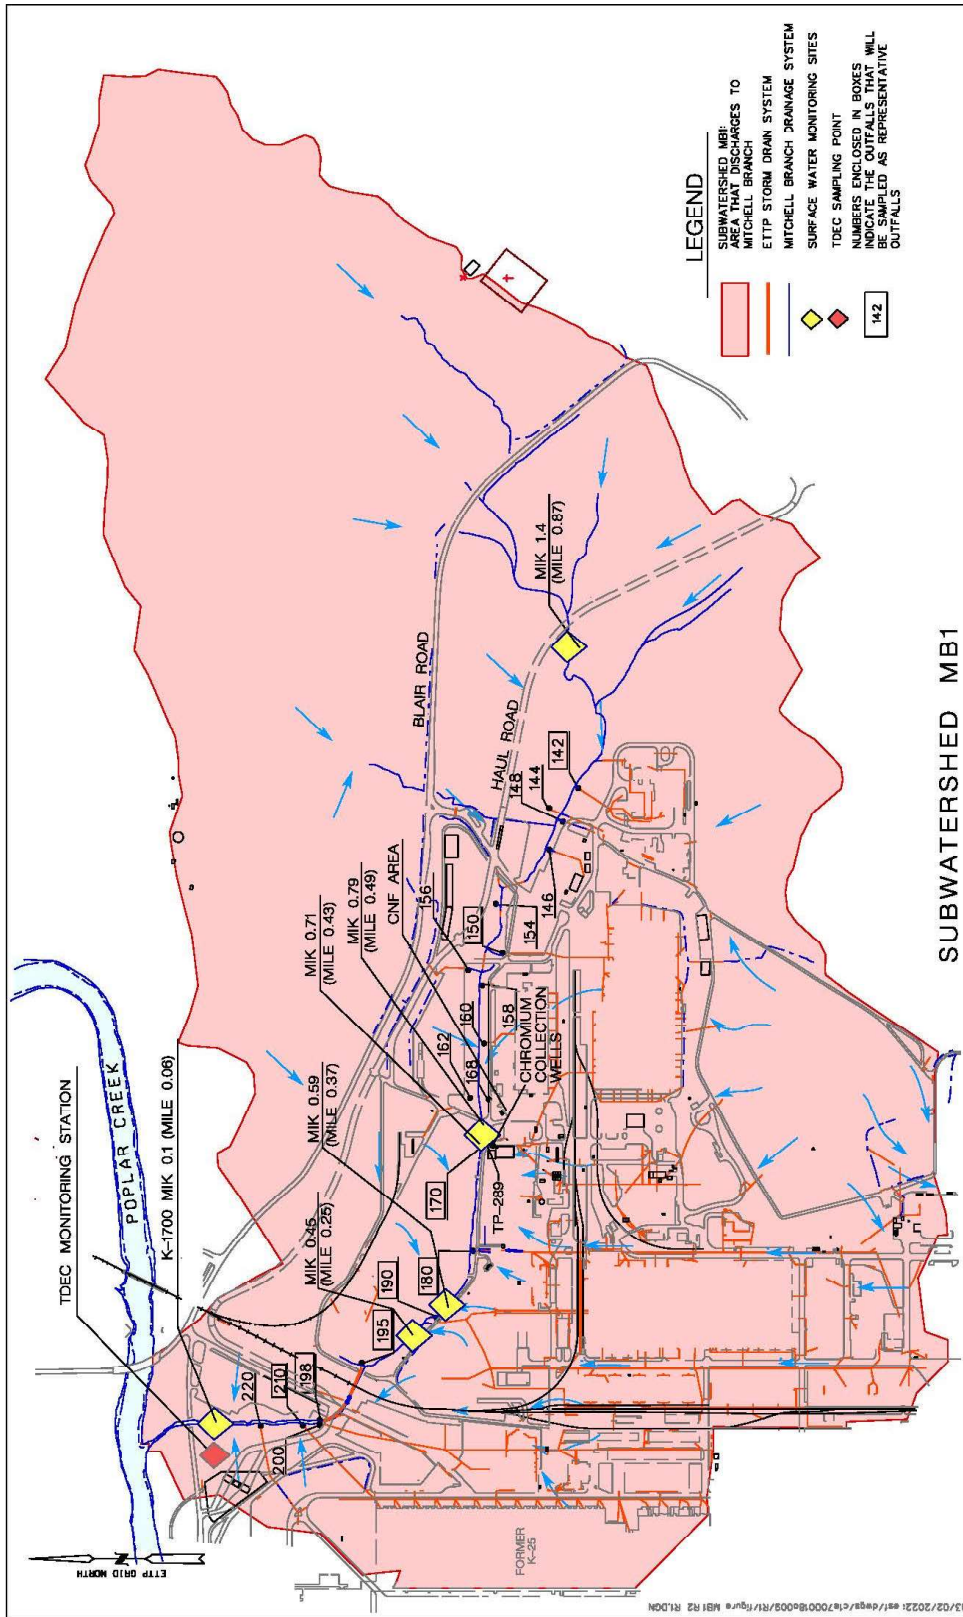 TDEC MONITORING STATION
POPLAR CREEK
K-1700 MIK 0.1 (MILE 0.06)
ETTP GRID NORTH
N
220
210
198
200
MIK 0.45
(MILE 0.25)
195
190
180
MIK 0.59
(MILE 0.37)
170
MIK 0.71
(MILE 0.43)
MIK 0.79
(MILE 0.49)
CNF AREA
TP-289
CHROMIUM
COLLECTION
WELLS
168
162
160
158
156
150
154
146
148
144
142
BLAIR ROAD
HAUL ROAD
MIK 1.4
(MILE 0.87)
FORMER
K-25
LEGEND
SUBWATERSHED MB1:
AREA THAT DISCHARGES TO
MITCHELL BRANCH
ETTP STORM DRAIN SYSTEM
MITCHELL BRANCH DRAINAGE SYSTEM
SURFACE WATER MONITORING SITES
TDEC SAMPLING POINT
142
NUMBERS ENCLOSED IN BOXES
INDICATE THE OUTFALLS THAT WILL
BE SAMPLED AS REPRESENTATIVE
OUTFALLS
SUBWATERSHED MB1